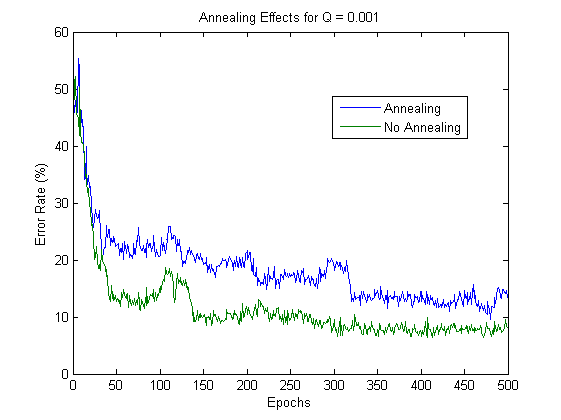 Annealing Effects for Q = 0.001
60
50
40
30
20
10
0
Error Rate (%)
Annealing
No Annealing
0 50 100 150 200 250 300 350 400 450 500
Epochs